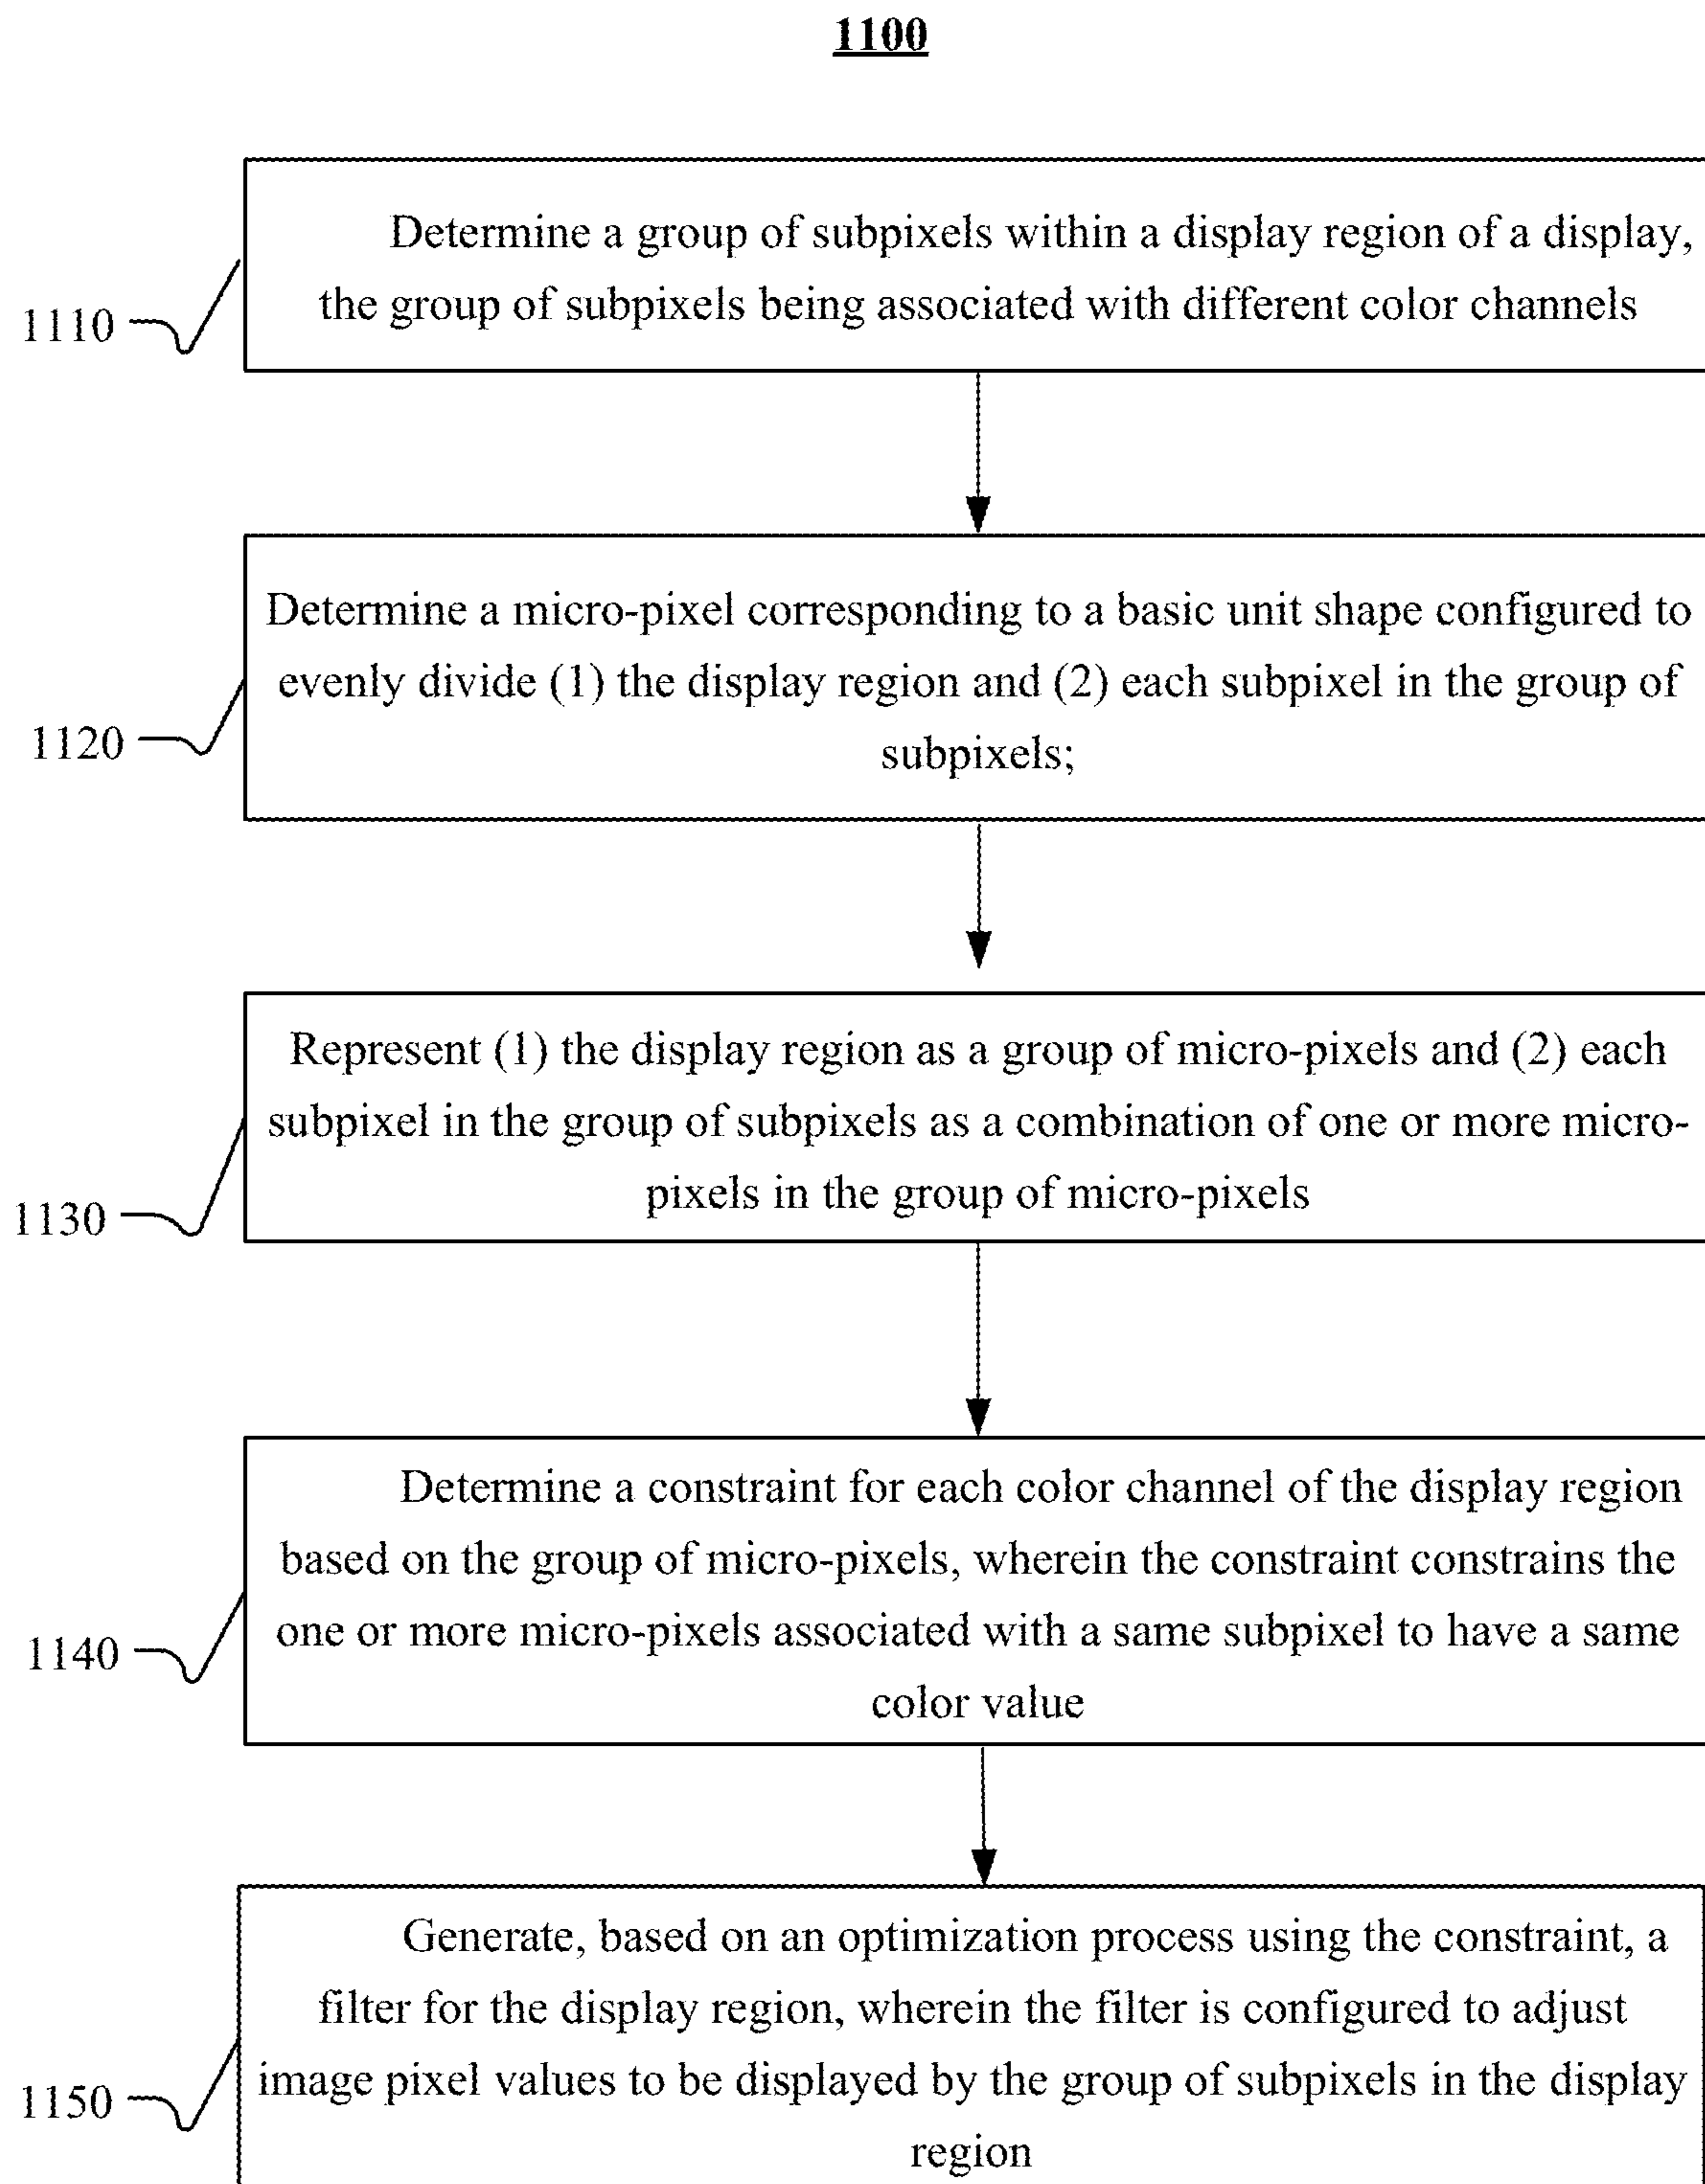 1100
Determine a group of subpixels within a display region of a display,
the group of subpixels being associated with different color channels
1110
Determine a micro-pixel corresponding to a basic unit shape configured to
evenly divide (1) the display region and (2) each subpixel in the group of
subpixels;
1120
Represent (1) the display region as a group of micro-pixels and (2) each
subpixel in the group of subpixels as a combination of one or more micro-
pixels in the group of micro-pixels
1130
Determine a constraint for each color channel of the display region
based on the group of micro-pixels, wherein the constraint constrains the
one or more micro-pixels associated with a same subpixel to have a same
color value
1140
Generate, based on an optimization process using the constraint, a
filter for the display region, wherein the filter is configured to adjust
image pixel values to be displayed by the group of subpixels in the display
region
1150